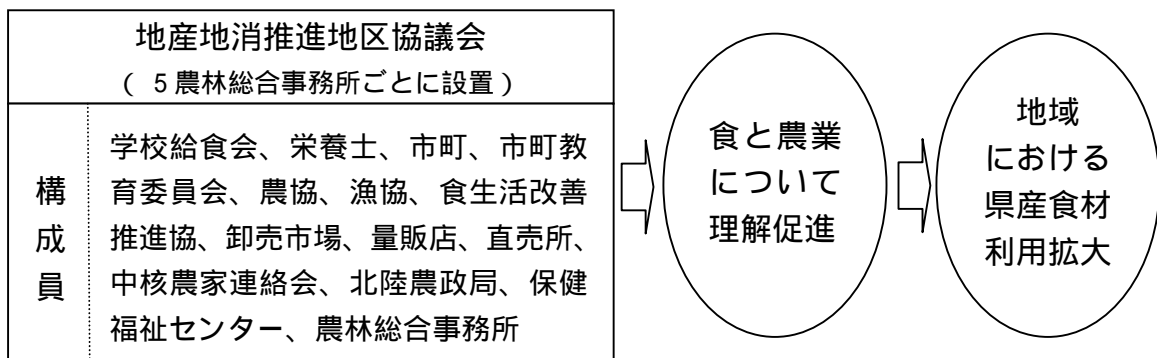 地産地消推進地区協議会
（ 5農林総合事務所ごとに設置）
構成員
学校給食会、栄養士、市町、市町教
育委員会、農協、漁協、食生活改善
推進協、卸売市場、量販店、直売所、
中核農家連絡会、北陸農政局、保健
福祉センター、農林総合事務所
食と農業
について
理解促進
地域
における
県産食材
利用拡大